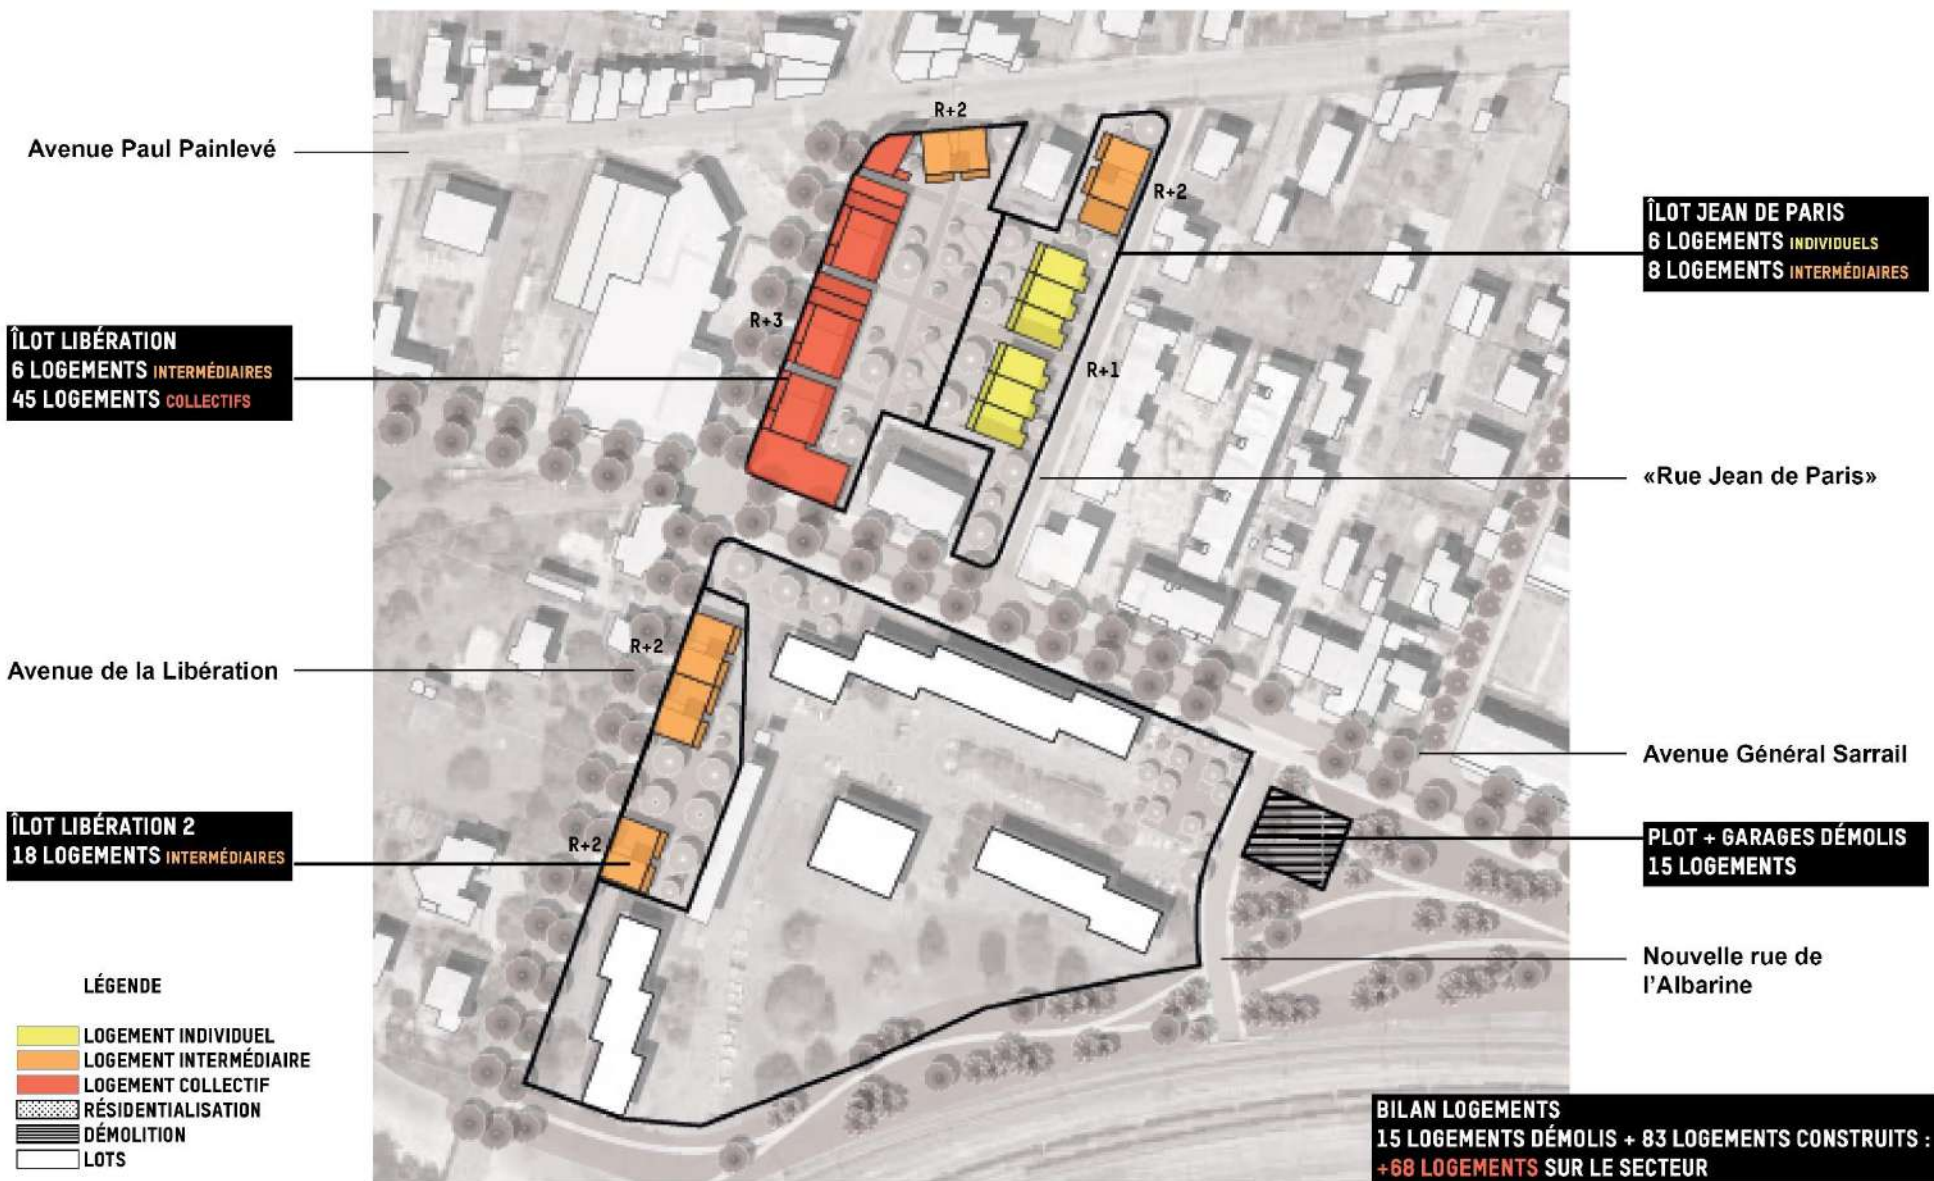 R+2
Avenue Paul Painlevé
R+2
ÎLOT JEAN DE PARIS
6 LOGEMENTS INDIVIDUELS
8 LOGEMENTS INTERMÉDIAIRES
R+3
ÎLOT LIBÉRATION
6 LOGEMENTS INTERMÉDIAIRES
45 LOGEMENTS COLLECTIFS
R+1
«Rue Jean de Paris»
R+2
Avenue de la Libération
Avenue Général Sarrail
ÎLOT LIBÉRATION 2
18 LOGEMENTS INTERMÉDIAIRES
R+2
PLOT + GARAGES DÉMOLIS
15 LOGEMENTS
Nouvelle rue de
l'Albarine
LÉGENDE
LOGEMENT INDIVIDUEL
LOGEMENT INTERMÉDIAIRE
LOGEMENT COLLECTIF
RÉSIDENTIALISATION
DÉMOLITION
LOTS
BILAN LOGEMENTS
15 LOGEMENTS DÉMOLIS + 83 LOGEMENTS CONSTRUITS :
+68 LOGEMENTS SUR LE SECTEUR